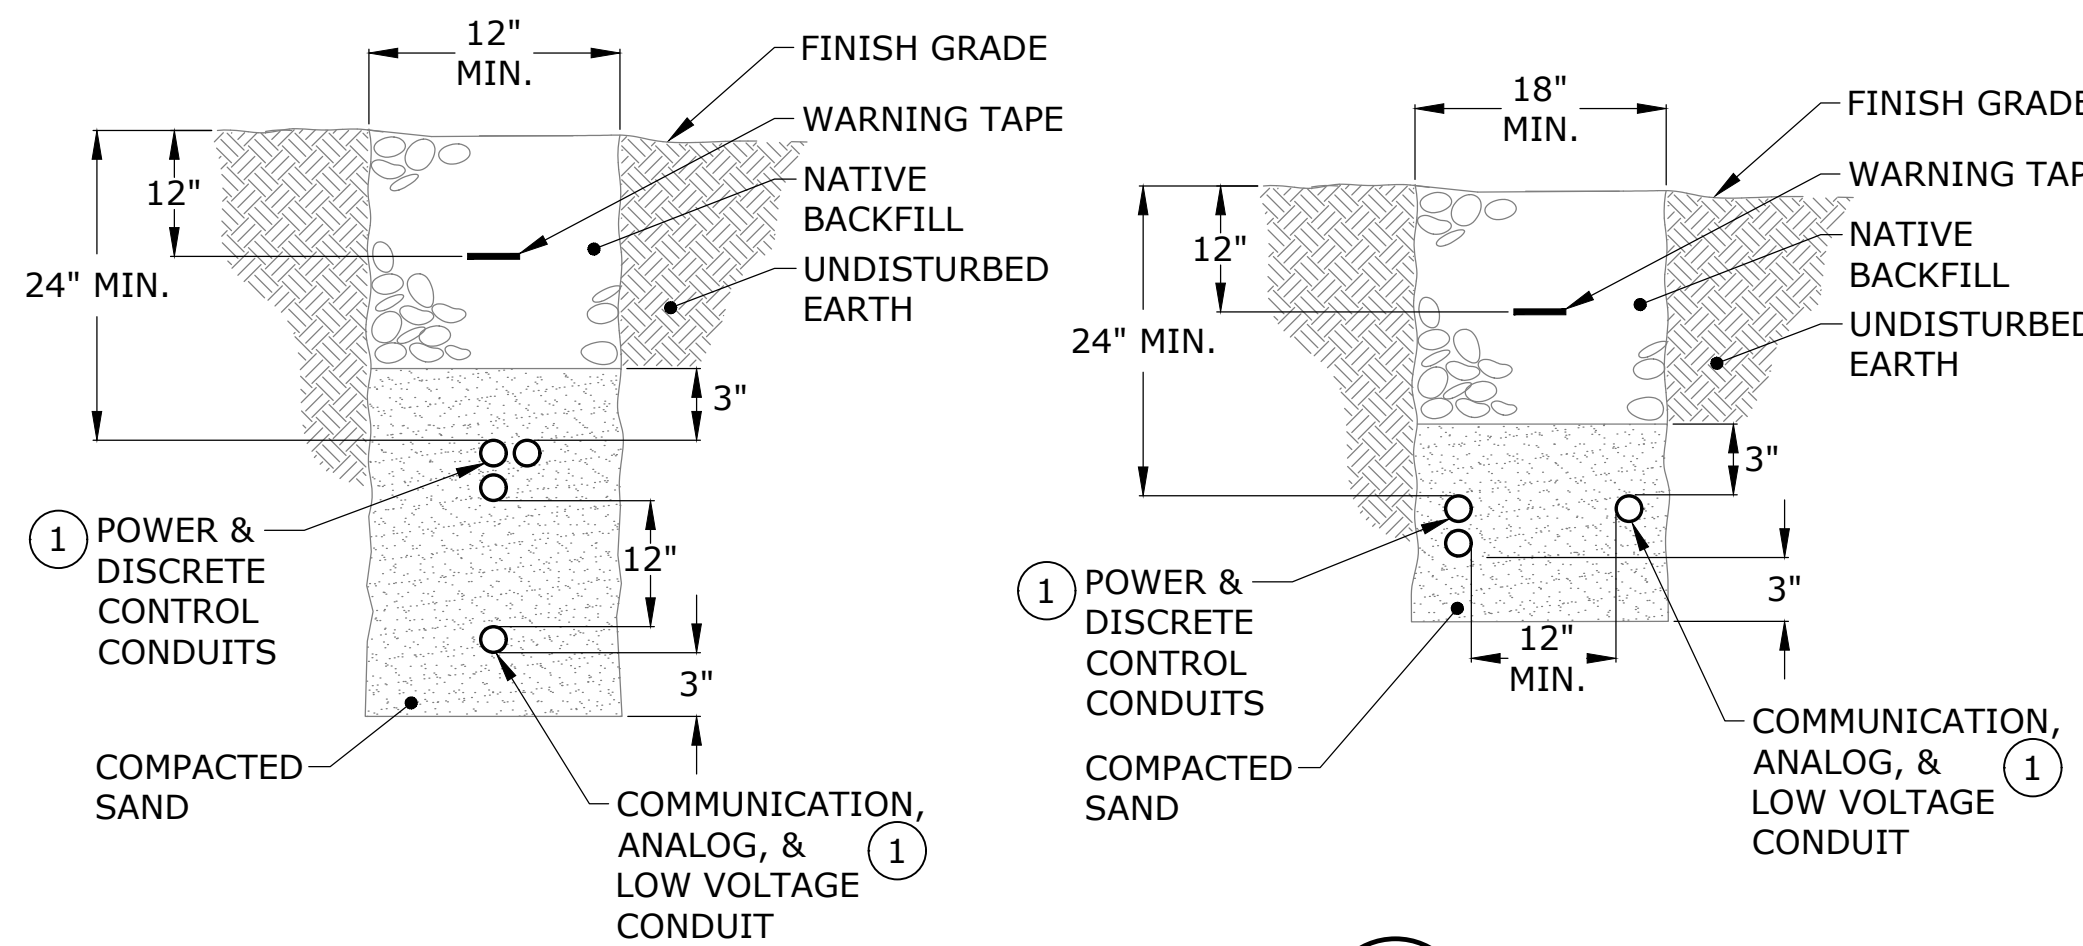 12"
MIN.
FINISH GRADE
WARNING TAPE
NATIVE
BACKFILL
UNDISTURBED
EARTH
12"
24" MIN.
3"
1
POWER &
DISCRETE
CONTROL
CONDUITS
12"
3"
COMPACTED
SAND
COMMUNICATION,
ANALOG, &
1
LOW VOLTAGE
CONDUIT
18"
MIN.
FINISH GRADE
WARNING TAP
NATIVE
BACKFILL
UNDISTURBED
EARTH
12"
24" MIN.
3"
1
POWER &
DISCRETE
CONTROL
CONDUITS
3"
12"
MIN.
COMPACTED
SAND
COMMUNICATION,
ANALOG, &
1
LOW VOLTAGE
CONDUIT